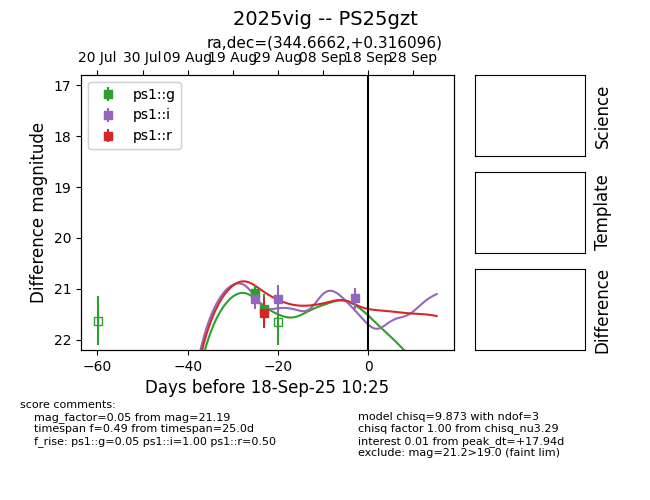 2025vig -- PS25gzt
ra,dec=(344.6662,+0.316096)
20 Jul 30 Jul 09 Aug 19 Aug 29 Aug 08 Sep 18 Sep 28 Sep
17
18
19
20
21
22
Difference magnitude
ps1::g
ps1::i
ps1::r
−60 −40 −20 0
Days before 18-Sep-25 10:25
Science
Template
Difference
score comments:
mag_factor=0.05 from mag=21.19
timespan f=0.49 from timespan=25.0d
f_rise: ps1::g=0.05 ps1::i=1.00 ps1::r=0.50
model chisq=9.873 with ndof=3
chisq factor 1.00 from chisq_nu3.29
interest 0.01 from peak_dt=+17.94d
exclude: mag=21.2>19.0 (faint lim)